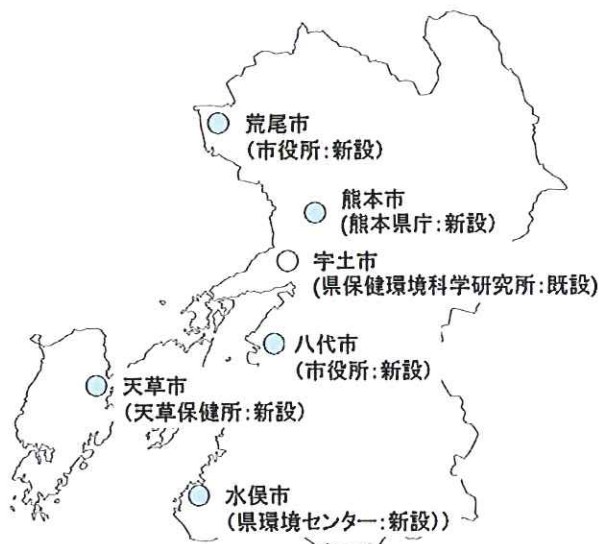 荒尾市
(市役所:新設)
熊本市
(熊本県庁:新設)
宇土市
(県保健環境科学研究所:既設)
八代市
(市役所:新設)
天草市
(天草保健所:新設)
水俣市
(県環境センター:新設))